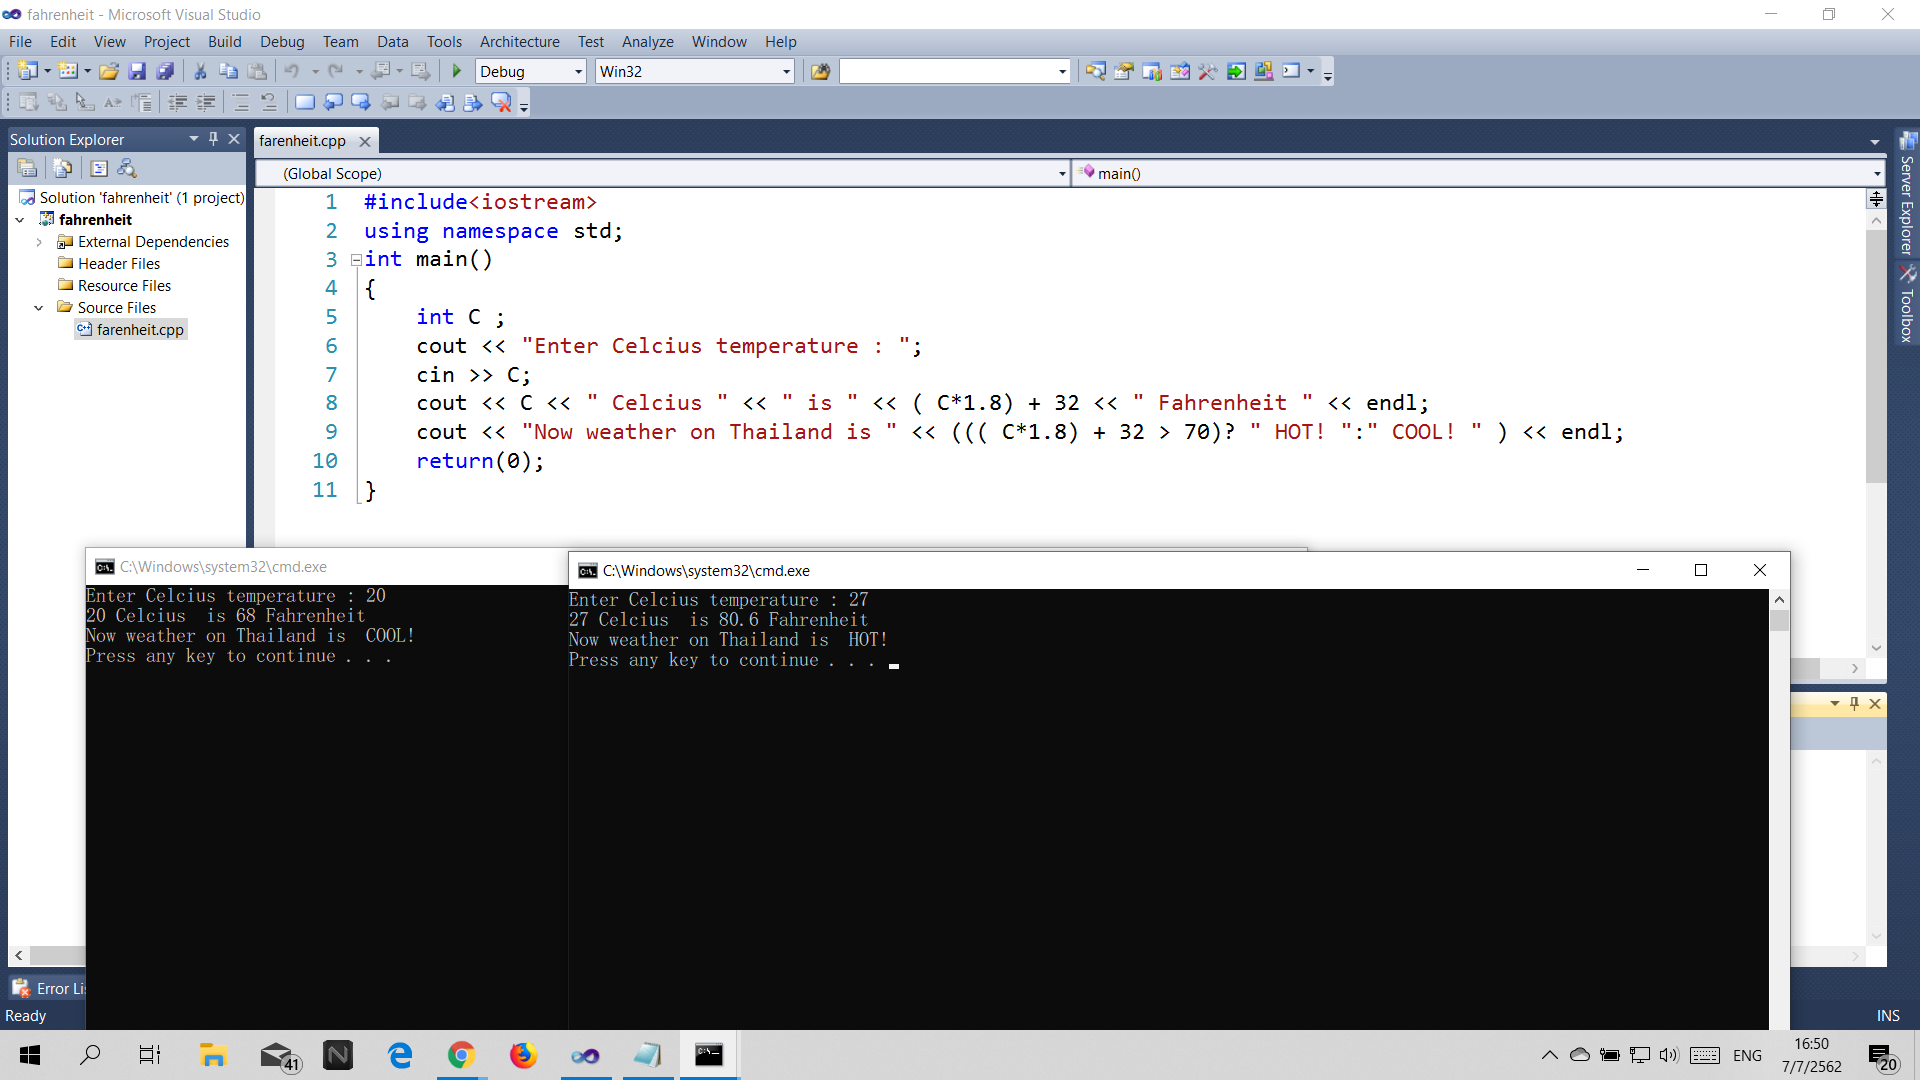 fahrenheit - Microsoft Visual Studio
File Edit View Project Build Debug Team Data Tools Architecture Test Analyze Window Help
Debug Win32
Solution Explorer
farenheit.cpp
(Global Scope) main()
Solution 'fahrenheit' (1 project)
fahrenheit
External Dependencies
Header Files
Resource Files
Source Files
farenheit.cpp
1 #include<iostream>
2 using namespace std;
3 int main()
4 {
5 int C ;
6 cout << "Enter Celcius temperature : ";
7 cin >> C;
8 cout << C << " Celcius " << " is " << ( C*1.8) + 32 << " Fahrenheit " << endl;
9 cout << "Now weather on Thailand is " << ((( C*1.8) + 32 > 70)? " HOT! ":" COOL! " ) << endl;
10 return(0);
11 }
Server Explorer
Toolbox
C:\Windows\system32\cmd.exe
Enter Celcius temperature : 20
20 Celcius  is 68 Fahrenheit
Now weather on Thailand is  COOL!
Press any key to continue . . .
C:\Windows\system32\cmd.exe
Enter Celcius temperature : 27
27 Celcius  is 80.6 Fahrenheit
Now weather on Thailand is  HOT!
Press any key to continue . . .
Error Li
Ready
INS
41
ENG
16:50
7/7/2562
20